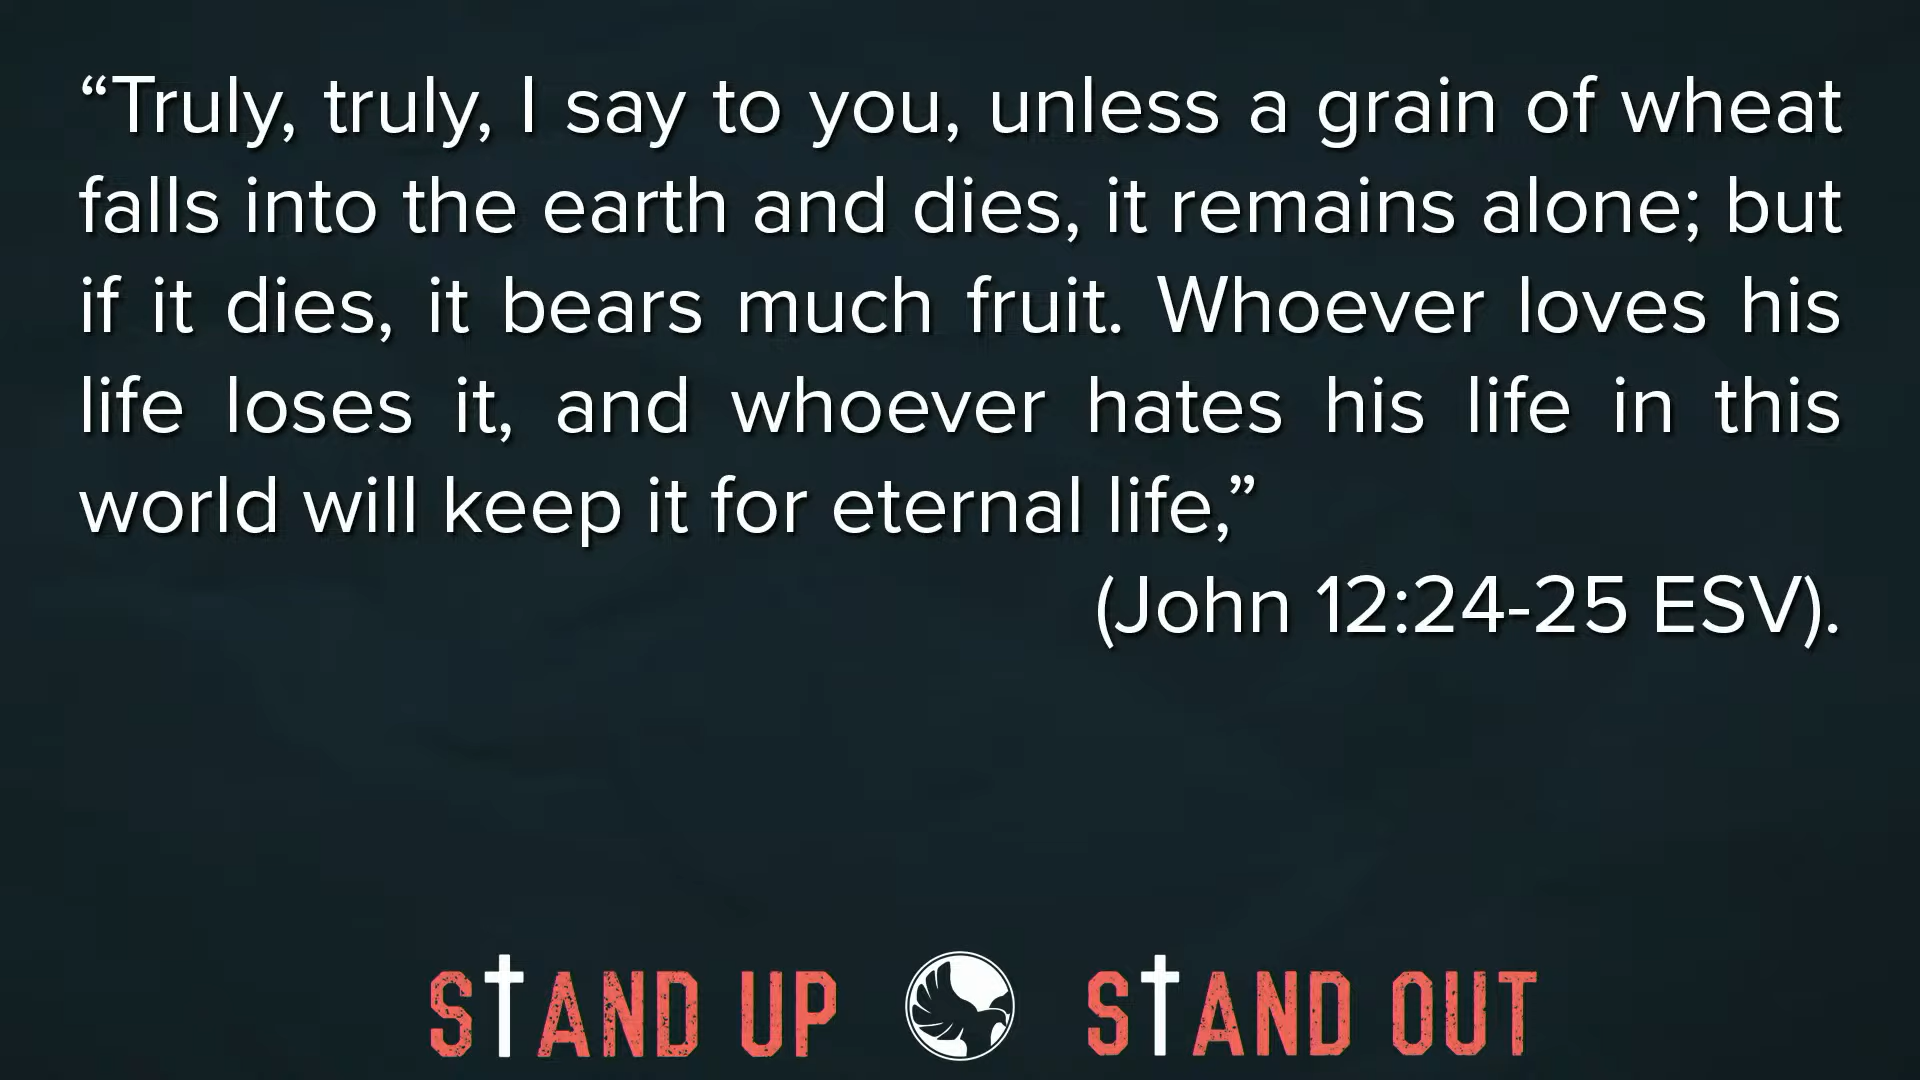 “Truly, truly, I say to you, unless a grain of wheat
falls into the earth and dies, it remains alone; but
if it dies, it bears much fruit. Whoever loves his
life loses it, and whoever hates his life in this
world will keep it for eternal life,”
(John 12:24-25 ESV).
STAND UP STAND OUT